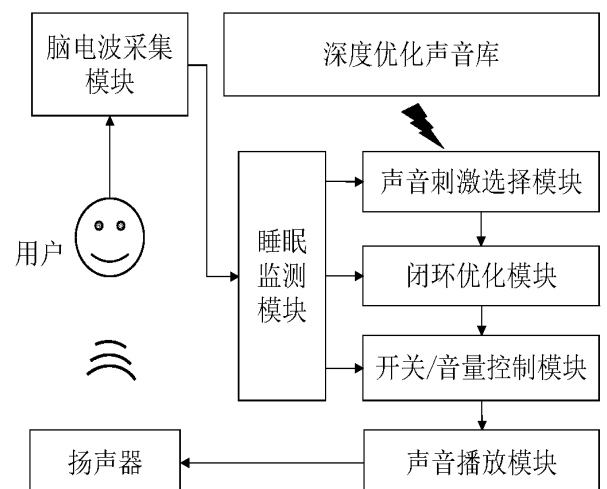 脑电波采集
模块
深度优化声音库
声音刺激选择模块
用户
睡眠
监测
模块
闭环优化模块
开关/音量控制模块
扬声器
声音播放模块